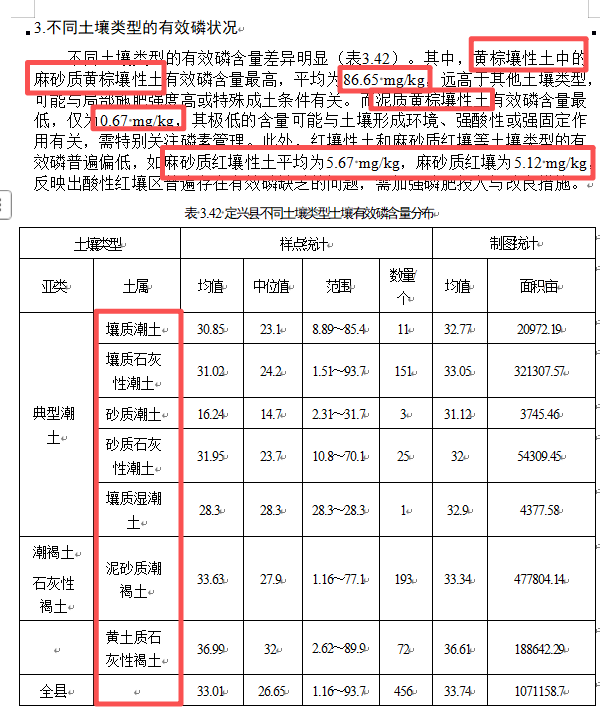 3.不同土壤类型的有效磷状况
不同土壤类型的有效磷含量差异明显（表3.42）。其中，黄棕壤性土中的
麻砂质黄棕壤性土有效磷含量最高，平均为86.65 mg/kg，远高于其他土壤类型，
可能与局部施肥强度高或特殊成土条件有关。而泥质黄棕壤性土有效磷含量最
低，仅为0.67 mg/kg，其极低的含量可能与土壤形成环境、强酸性或强固定作
用有关，需特别关注磷素管理。此外，红壤性土和麻砂质红壤等土壤类型的有
效磷普遍偏低，如麻砂质红壤性土平均为5.67 mg/kg，麻砂质红壤为5.12 mg/kg，
反映出酸性红壤区普遍存在有效磷缺乏的问题，需加强磷肥投入与改良措施。
表 3.42 定兴县不同土壤类型土壤有效磷含量分布
土壤类型 样点统计 制图统计
亚类 土属 均值 中位值 范围 数量 均值 面积亩
个
壤质潮土 30.85 23.1 8.89～85.4 11 32.77 20972.19
壤质石灰
性潮土 31.02 24.2 1.51～93.7 151 33.05 321307.57
典型潮
土
砂质潮土 16.24 14.7 2.31～31.7 3 31.12 3745.46
砂质石灰
性潮土 31.95 23.7 10.8～70.1 25 32 54309.45
壤质湿潮
土 28.3 28.3 28.3～28.3 1 32.9 4377.58
潮褐土
石灰性
褐土
泥砂质潮
褐土 33.63 27.9 1.16～77.1 193 33.34 477804.14
黄土质石
灰性褐土 36.99 32 2.62～89.9 72 36.61 188642.29
全县 33.01 26.65 1.16～93.7 456 33.74 1071158.7